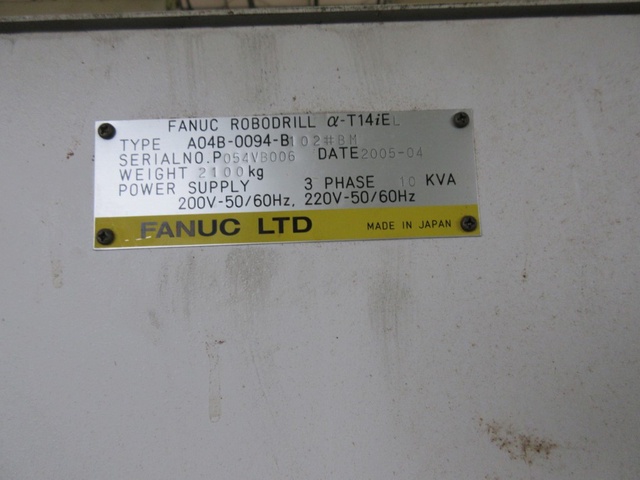 FANUC ROBODRILL α-T14iEL
TYPE A04B-0094-B102#BM
SERIALNO.P054VB006 DATE2005-04
WEIGHT 2100kg
POWER SUPPLY 3 PHASE 10 KVA
200V-50/60Hz, 220V-50/60Hz
FANUC LTD MADE IN JAPAN